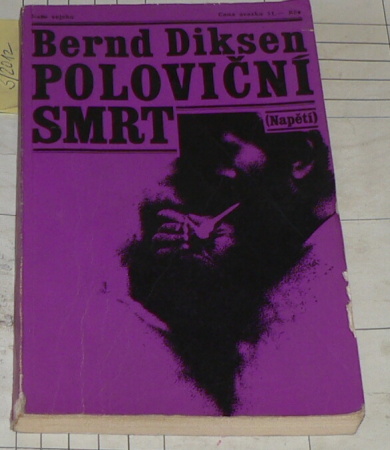 Bernd Diksen
POLOVIČNÍ
SMRT
(Napětí)